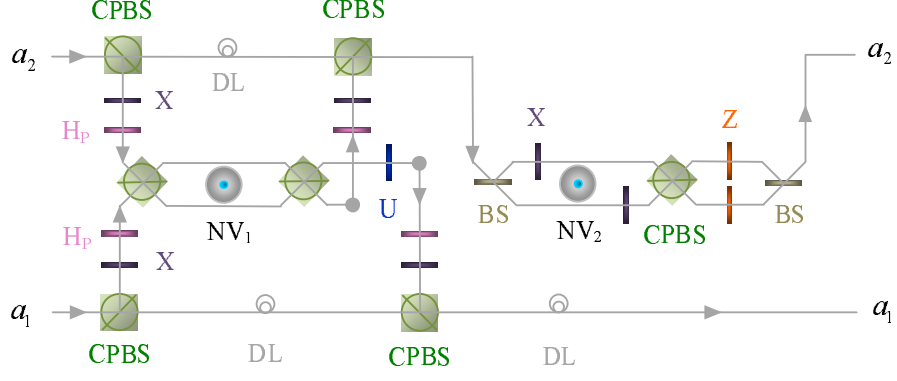 CPBS CPBS
a2 DL a2
X
HP X Z
NV1 U BS NV2 CPBS BS
HP
X
a1 a1
CPBS DL CPBS DL